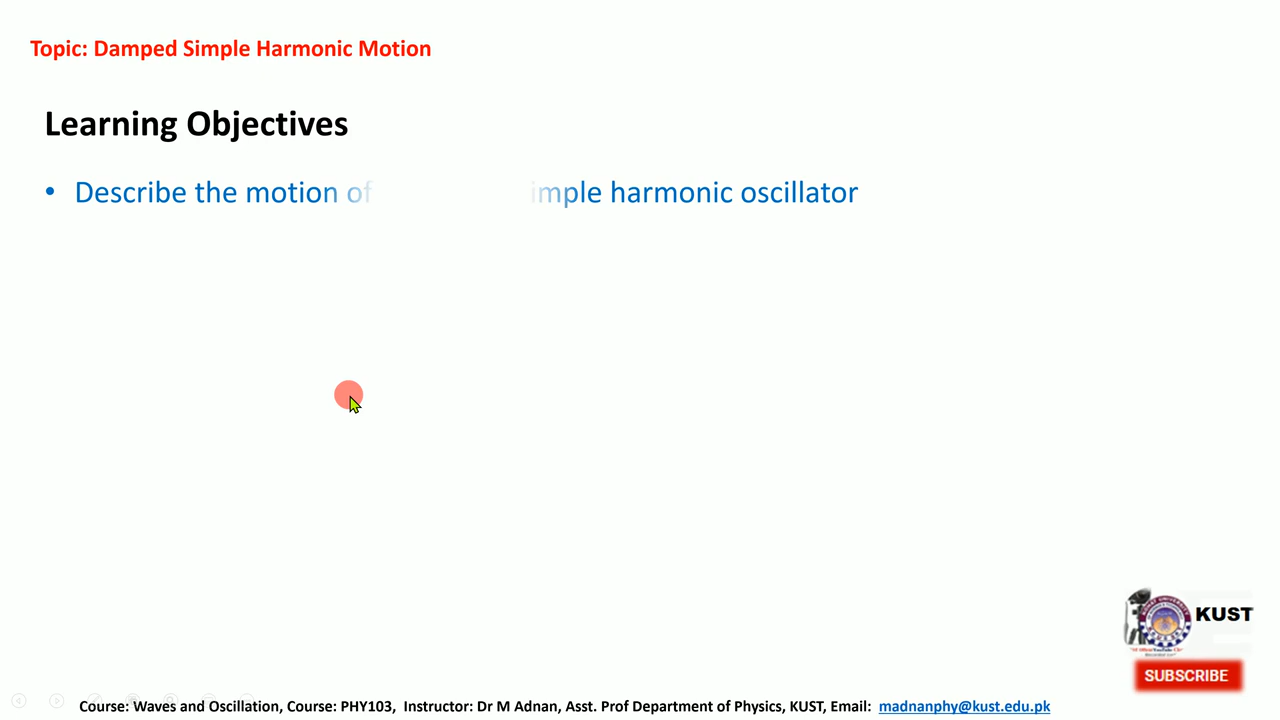 Topic: Damped Simple Harmonic Motion
Learning Objectives
• Describe the motion of imple harmonic oscillator
KUST
SUBSCRIBE
Course: Waves and Oscillation, Course: PHY103, Instructor: Dr M Adnan, Asst. Prof Department of Physics, KUST, Email: madnanphy@kust.edu.pk